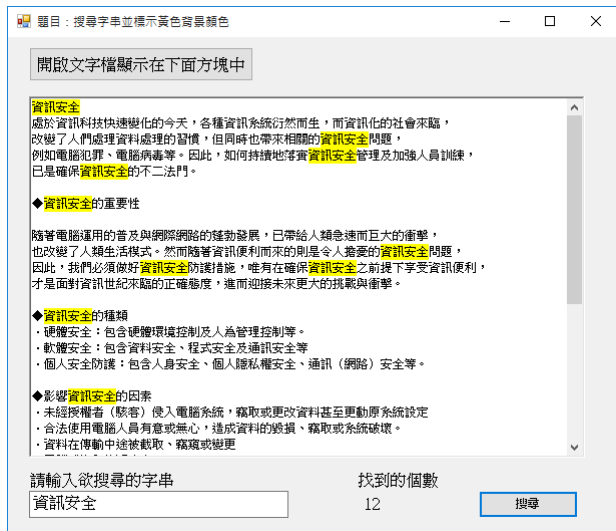 題目：搜尋字串並標示黃色背景顏色
開啟文字檔顯示在下面方塊中
資訊安全
處於資訊科技快速變化的今天，各種資訊系統衍然而生，而資訊化的社會來臨，
改變了人們處理資料處理的習慣，但同時也帶來相關的資訊安全問題，
例如電腦犯罪、電腦病毒等。因此，如何持續地落實資訊安全管理及加強人員訓練，
已是確保資訊安全的不二法門。
◆資訊安全的重要性
隨著電腦運用的普及與網際網路的蓬勃發展，已帶給人類急速而巨大的衝擊，
也改變了人類生活模式。然而隨著資訊便利而來的則是令人擔憂的資訊安全問題，
因此，我們必須做好資訊安全防護措施，唯有在確保資訊安全之前提下享受資訊便利，
才是面對資訊世紀來臨的正確態度，進而迎接未來更大的挑戰與衝擊。
◆資訊安全的種類
．硬體安全：包含硬體環境控制及人為管理控制等。
．軟體安全：包含資料安全、程式安全及通訊安全等
．個人安全防護：包含人身安全、個人隱私權安全、通訊（網路）安全等。
◆影響資訊安全的因素
．未經授權者（駭客）侵入電腦系統，竊取或更改資料甚至更動原系統設定
．合法使用電腦人員有意或無心，造成資料的毀損、竊取或系統破壞。
．資料在傳輸中途被截取、竊窺或變更
請輸入欲搜尋的字串
找到的個數
資訊安全
12
搜尋